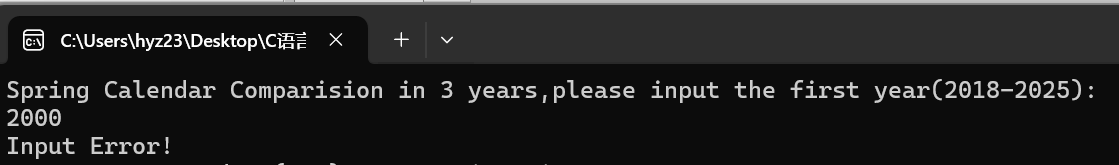 C:\Users\hyz23\Desktop\C语言
Spring Calendar Comparision in 3 years,please input the first year(2018-2025):
2000
Input Error!